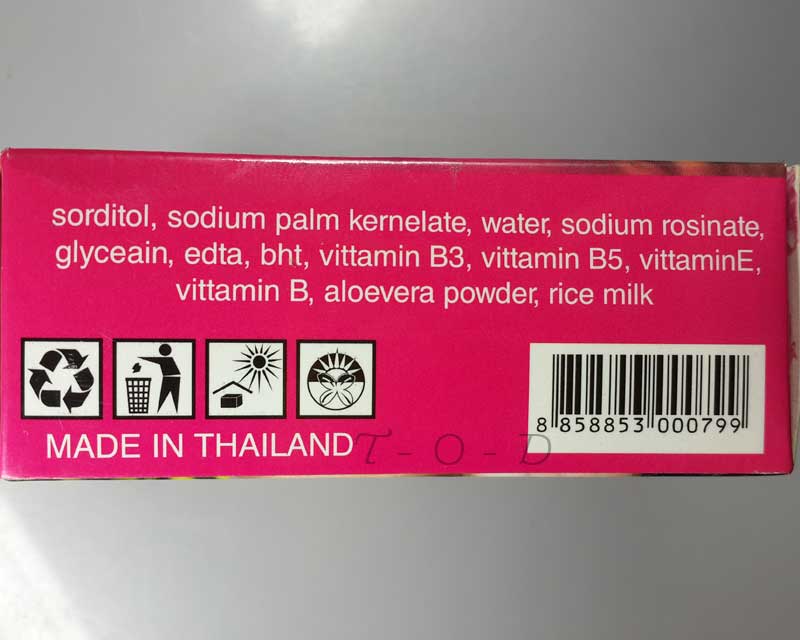 sorditol, sodium palm kernelate, water, sodium rosinate,
glyceain, edta, bht, vittamin B3, vittamin B5, vittaminE,
vittamin B, aloevera powder, rice milk
MADE IN THAILAND
T - O - D
8 858853 000799